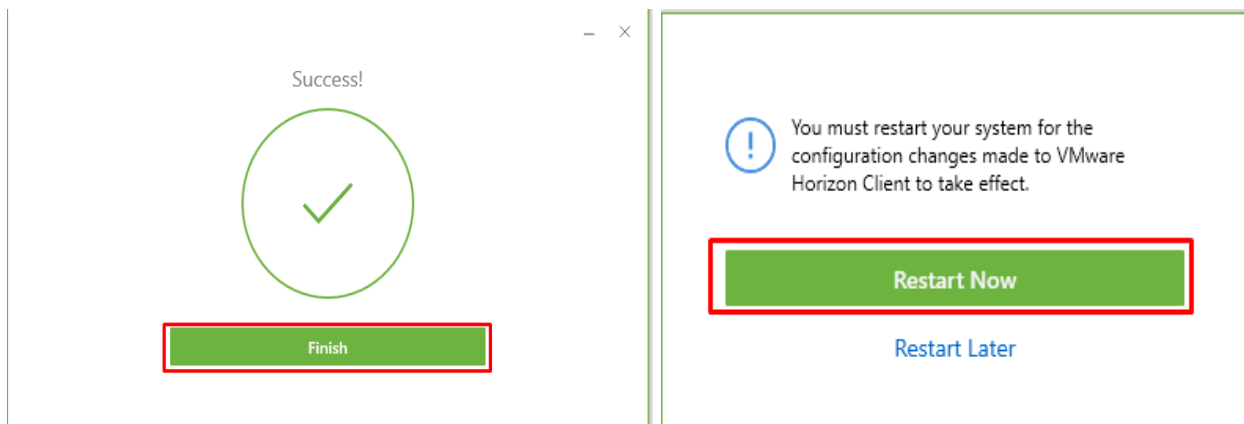 Success!
Finish
You must restart your system for the
configuration changes made to VMware
Horizon Client to take effect.
Restart Now
Restart Later